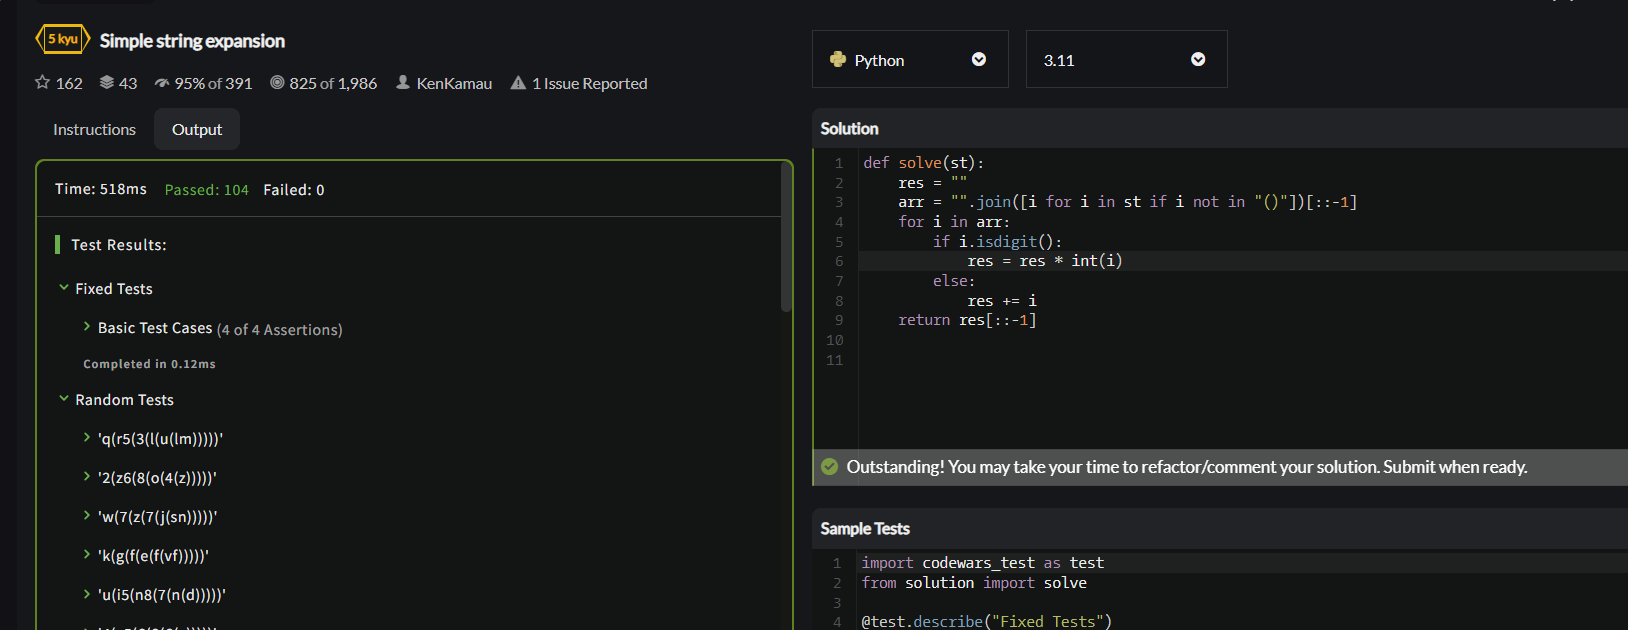 5 kyu Simple string expansion
162 43 95% of 391 825 of 1,986 KenKamau 1 Issue Reported
Instructions Output
Time: 518ms Passed: 104 Failed: 0
Test Results:
Fixed Tests
Basic Test Cases (4 of 4 Assertions)
Completed in 0.12ms
Random Tests
'q(r5(3(l(u(lm)))))'
'2(z6(8(o(4(z)))))'
'w(7(z(7(j(sn)))))'
'k(g(f(e(f(vf)))))'
'u(i5(n8(7(n(d)))))'
Python 3.11
Solution
1 def solve(st):
2 res = ""
3 arr = "".join([i for i in st if i not in "()"])[::-1]
4 for i in arr:
5 if i.isdigit():
6 res = res * int(i)
7 else:
8 res += i
9 return res[::-1]
10
11
Outstanding! You may take your time to refactor/comment your solution. Submit when ready.
Sample Tests
1 import codewars_test as test
2 from solution import solve
3
4 @test.describe("Fixed Tests")